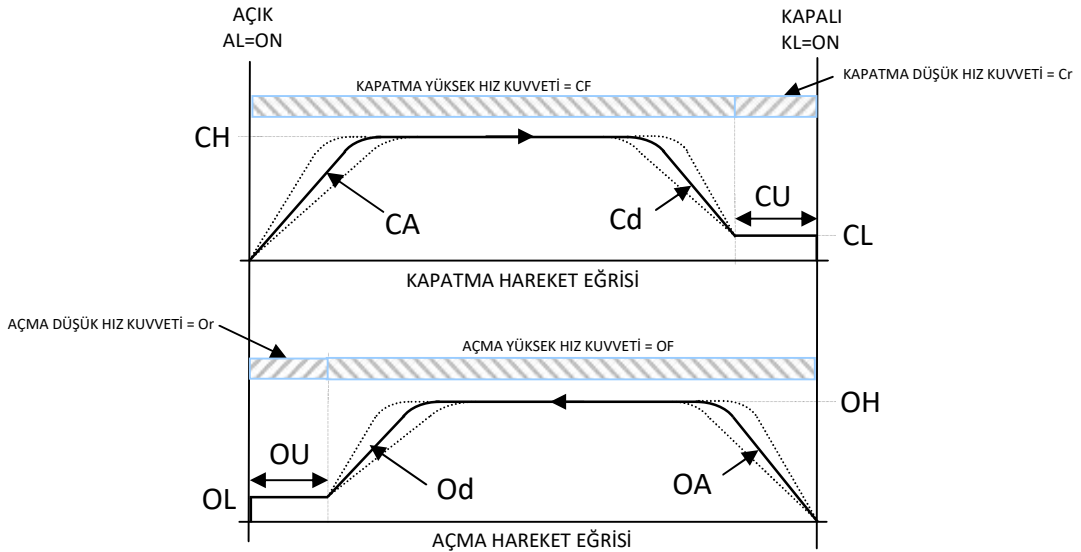 AÇIK
AL=ON
KAPALI
KL=ON
KAPATMA YÜKSEK HIZ KUVVETİ = CF
KAPATMA DÜŞÜK HIZ KUVVETİ = Cr
CH
CA
Cd
CU
CL
KAPATMA HAREKET EĞRİSİ
AÇMA DÜŞÜK HIZ KUVVETİ = Or
AÇMA YÜKSEK HIZ KUVVETİ = OF
OH
OU
OL
Od
OA
AÇMA HAREKET EĞRİSİ